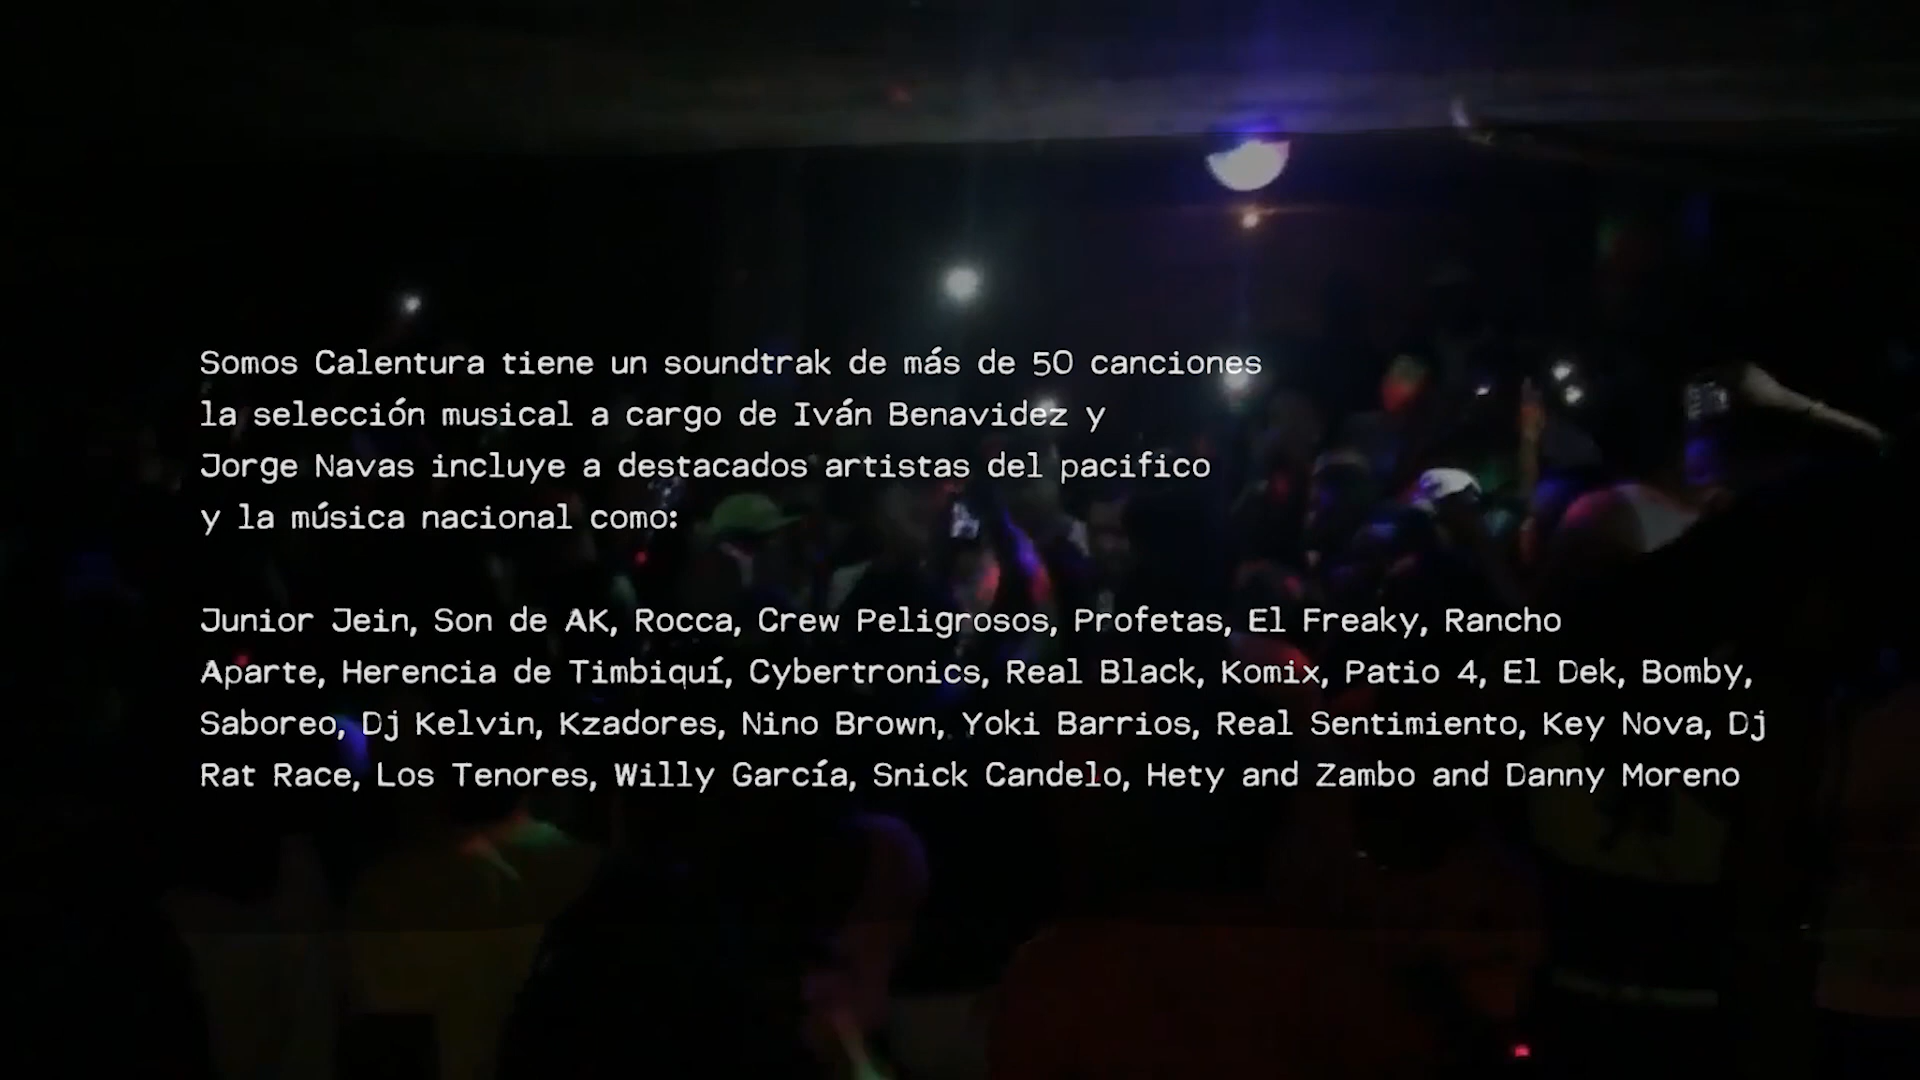 Somos Calentura tiene un soundtrak de más de 50 canciones
la selección musical a cargo de Iván Benavidez y
Jorge Navas incluye a destacados artistas del pacifico
y la música nacional como:
Junior Jein, Son de AK, Rocca, Crew Peligrosos, Profetas, El Freaky, Rancho
Aparte, Herencia de Timbiquí, Cybertronics, Real Black, Komix, Patio 4, El Dek, Bomby,
Saboreo, Dj Kelvin, Kzadores, Nino Brown, Yoki Barrios, Real Sentimiento, Key Nova, Dj
Rat Race, Los Tenores, Willy García, Snick Candelo, Hety and Zambo and Danny Moreno